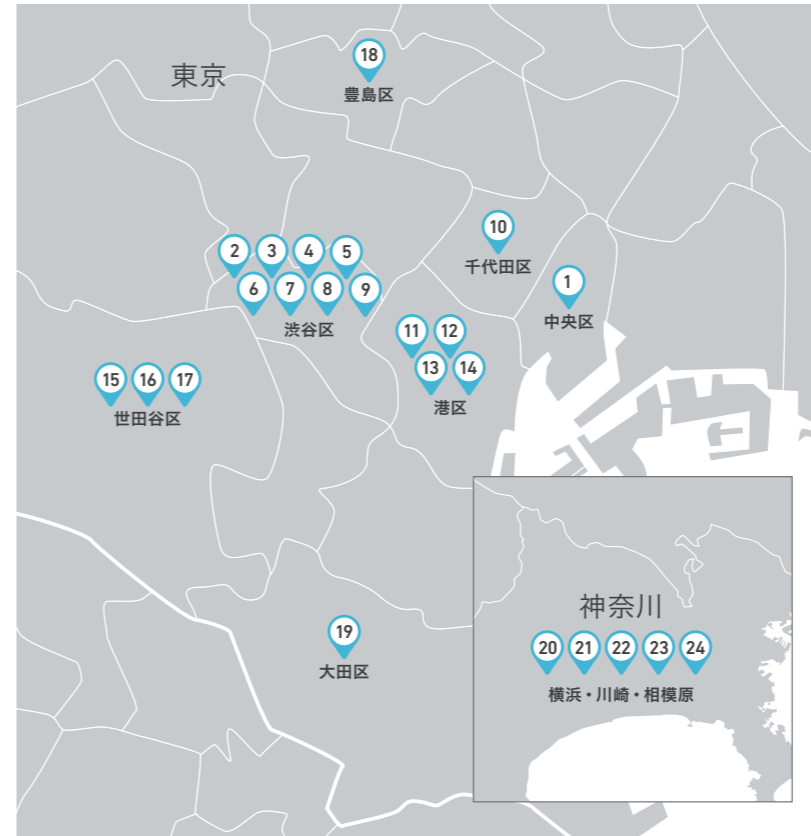 東京
18
豊島区
10
千代田区
1
中央区
2 3 4 5
6 7 8 9
渋谷区
11 12
13 14
港区
15 16 17
世田谷区
19
大田区
神奈川
20 21 22 23 24
横浜・川崎・相模原